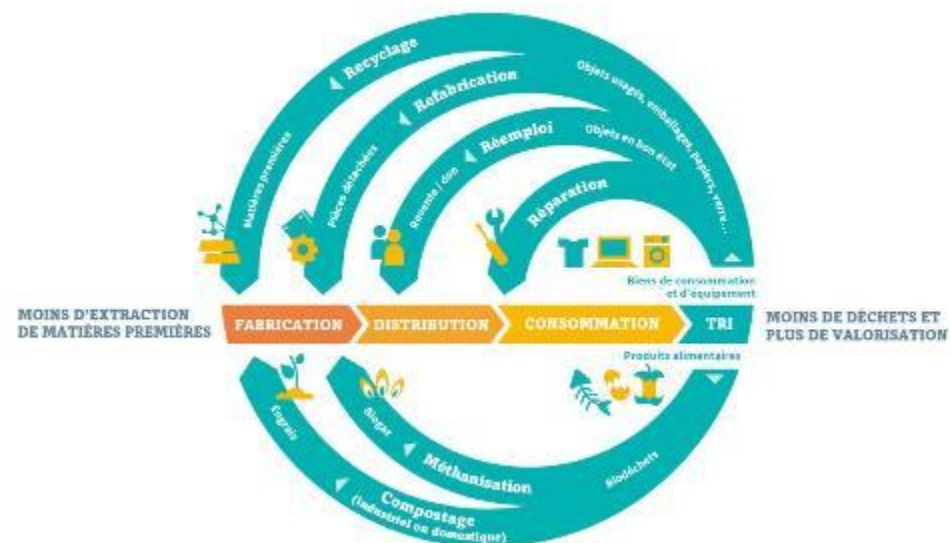 Recyclage
Matières premières
Refabrication
Pièces détachées
Objets usagés, emballages, papiers, verre...
Réemploi
Revente / don
Objets en bon état
Réparation
Biens de consommation
et d'équipement
MOINS D'EXTRACTION
DE MATIÈRES PREMIÈRES
FABRICATION
DISTRIBUTION
CONSOMMATION
TRI
MOINS DE DÉCHETS ET
PLUS DE VALORISATION
Produits alimentaires
Biodéchets
Méthanisation
Biogaz
Compostage
(industriel ou domestique)
Engrais